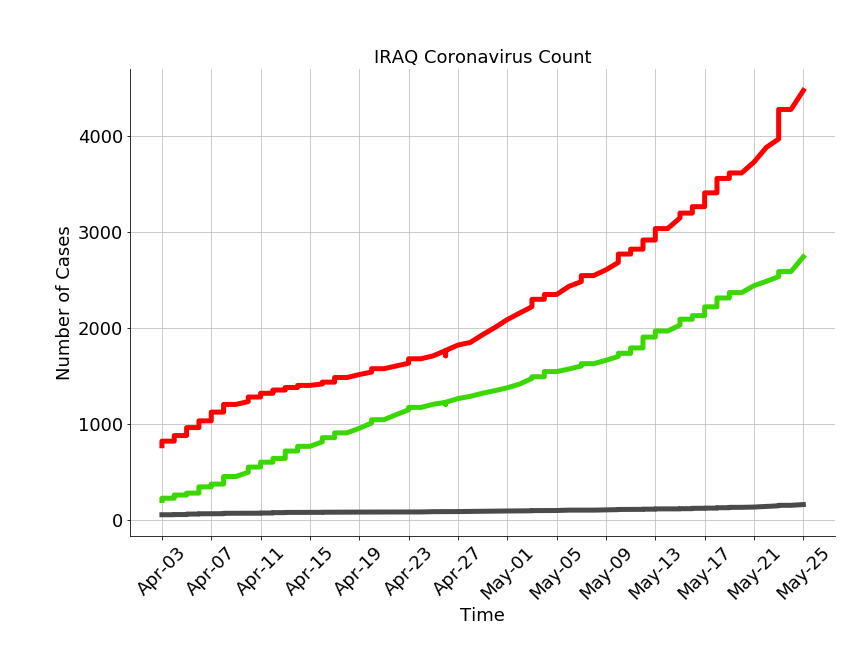 IRAQ Coronavirus Count
Number of Cases
4000
3000
2000
1000
0
Apr-03
Apr-07
Apr-11
Apr-15
Apr-19
Apr-23
Apr-27
May-01
May-05
May-09
May-13
May-17
May-21
May-25
Time